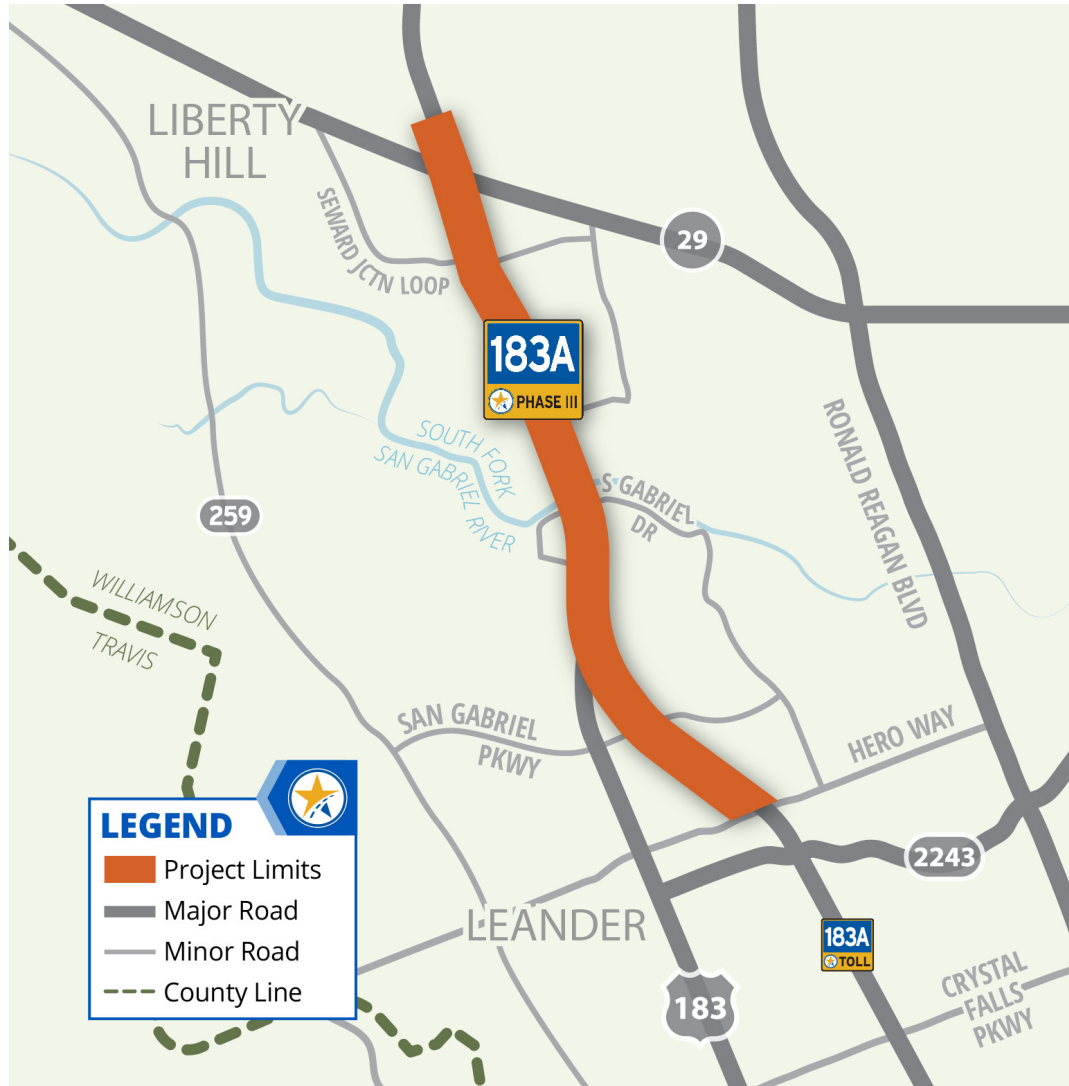 LIBERTY
HILL
SEWARD JCTN LOOP
29
183A
PHASE III
RONALD REAGAN BLVD
SOUTH FORK
SAN GABRIEL RIVER
S GABRIEL
DR
259
WILLIAMSON
TRAVIS
SAN GABRIEL
PKWY
HERO WAY
LEGEND
Project Limits
Major Road
Minor Road
County Line
2243
LEANDER
183A
TOLL
183
CRYSTAL
FALLS
PKWY